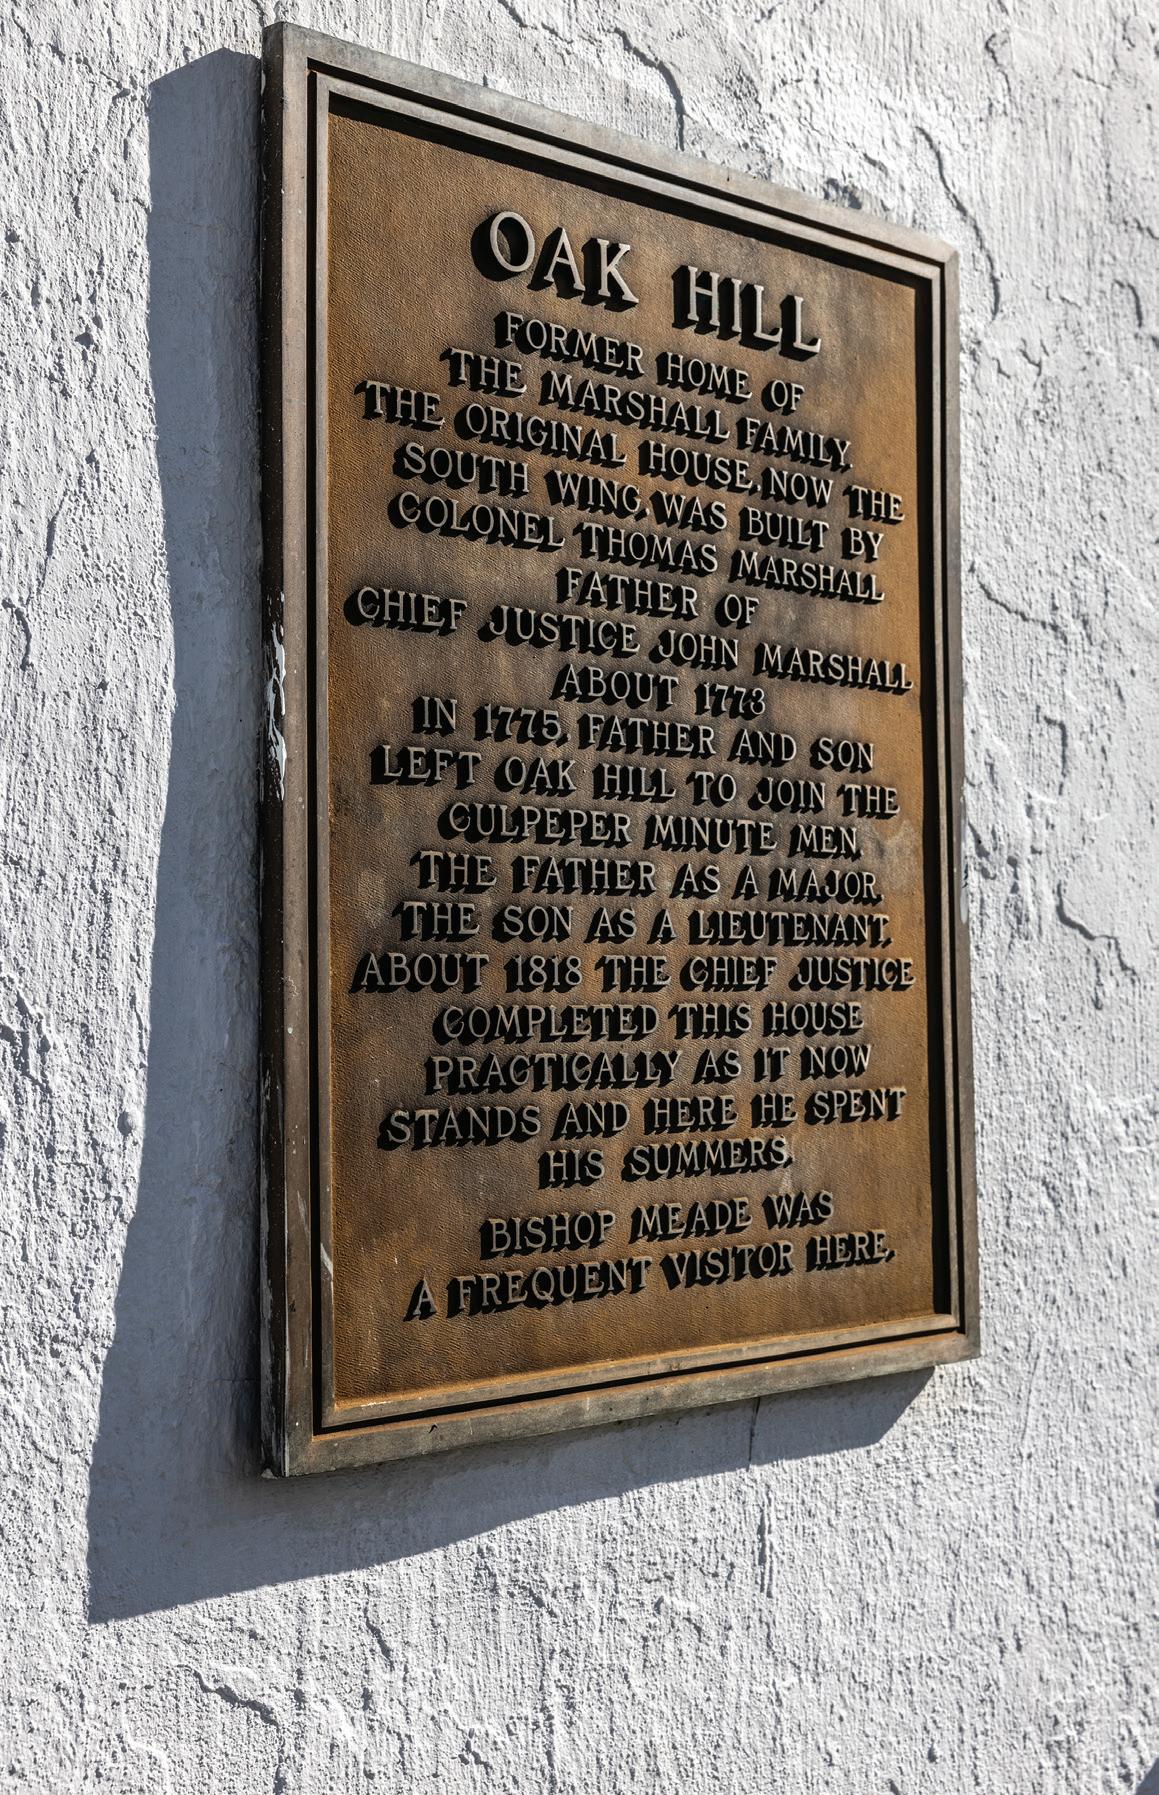 OAK HILL
FORMER HOME OF
THE MARSHALL FAMILY.
THE ORIGINAL HOUSE, NOW THE
SOUTH WING, WAS BUILT BY
COLONEL THOMAS MARSHALL
FATHER OF
CHIEF JUSTICE JOHN MARSHALL
ABOUT 1773
IN 1775, FATHER AND SON
LEFT OAK HILL TO JOIN THE
CULPEPER MINUTE MEN,
THE FATHER AS A MAJOR,
THE SON AS A LIEUTENANT.
ABOUT 1818 THE CHIEF JUSTICE
COMPLETED THIS HOUSE
PRACTICALLY AS IT NOW
STANDS AND HERE HE SPENT
HIS SUMMERS.
BISHOP MEADE WAS
A FREQUENT VISITOR HERE.